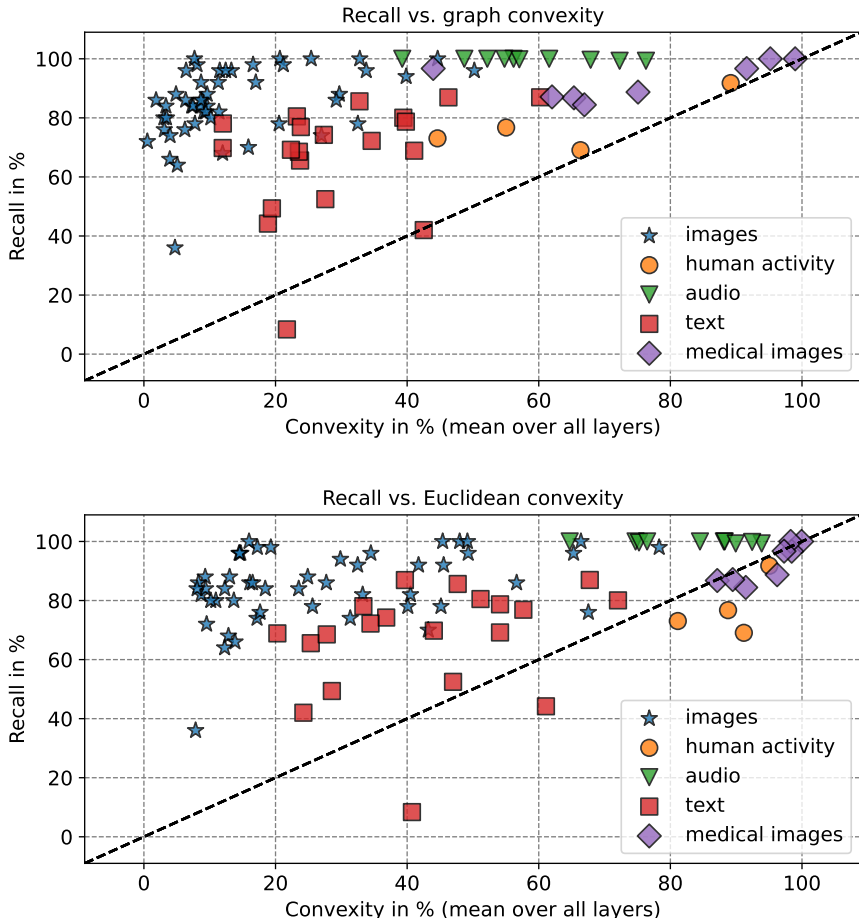 Recall vs. graph convexity
100
80
60
40
20
0
Recall in %
0 20 40 60 80 100
Convexity in % (mean over all layers)
images
human activity
audio
text
medical images
Recall vs. Euclidean convexity
100
80
60
40
20
0
Recall in %
0 20 40 60 80 100
Convexity in % (mean over all layers)
images
human activity
audio
text
medical images